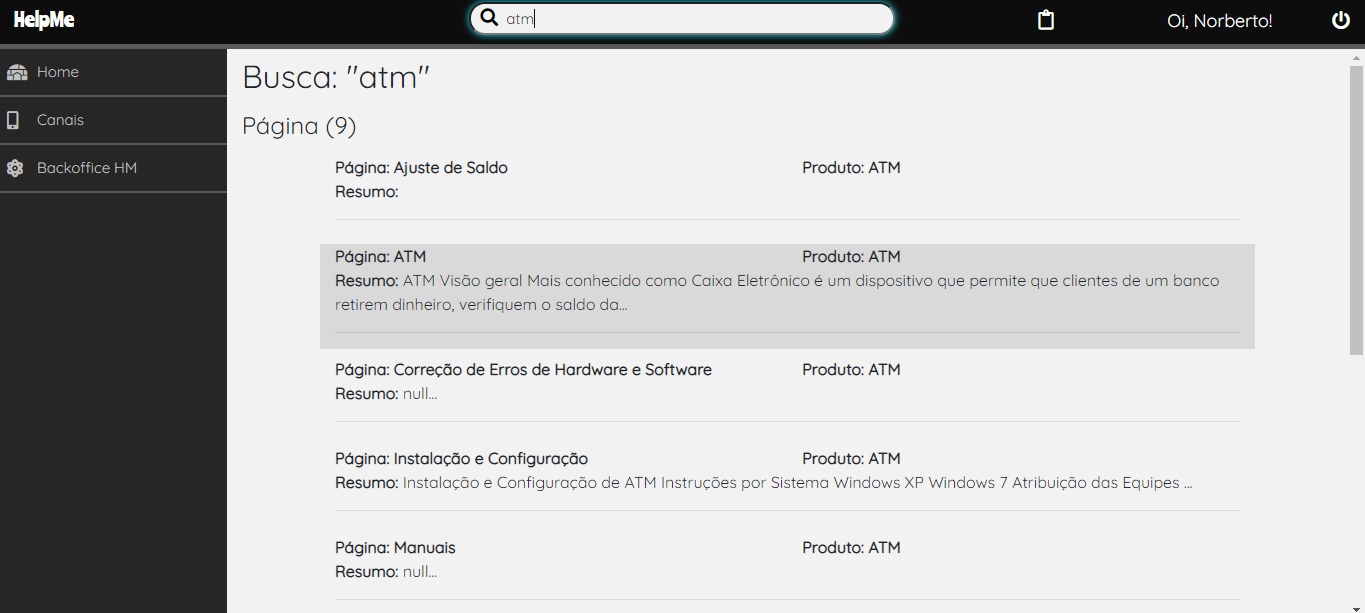 HelpMe
atm
Oi, Norberto!
Home
Canais
Backoffice HM
Busca: "atm"
Página (9)
Página: Ajuste de Saldo Produto: ATM
Resumo:
Página: ATM Produto: ATM
Resumo: ATM Visão geral Mais conhecido como Caixa Eletrônico é um dispositivo que permite que clientes de um banco
retirem dinheiro, verifiquem o saldo da...
Página: Correção de Erros de Hardware e Software Produto: ATM
Resumo: null...
Página: Instalação e Configuração Produto: ATM
Resumo: Instalação e Configuração de ATM Instruções por Sistema Windows XP Windows 7 Atribuição das Equipes ...
Página: Manuais Produto: ATM
Resumo: null...